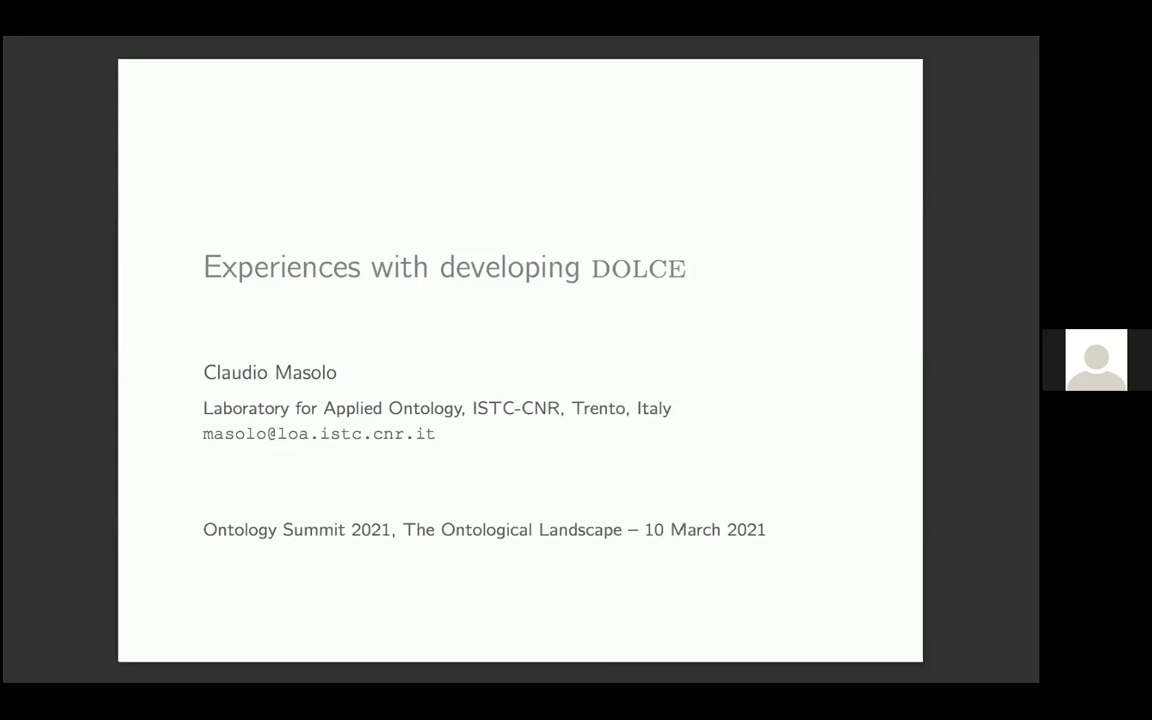 Experiences with developing DOLCE
Claudio Masolo
Laboratory for Applied Ontology, ISTC-CNR, Trento, Italy
masolo@loa.istc.cnr.it
Ontology Summit 2021, The Ontological Landscape – 10 March 2021